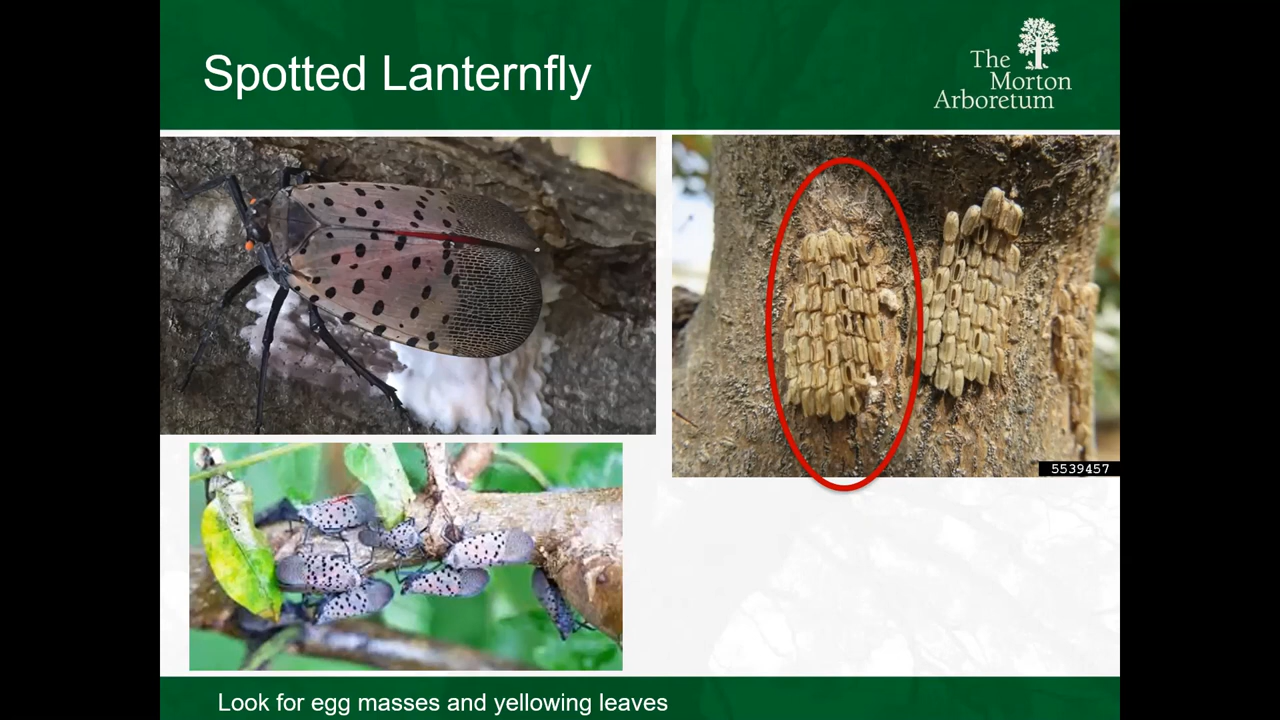 Spotted Lanternfly
The
Morton
Arboretum
5539457
Look for egg masses and yellowing leaves